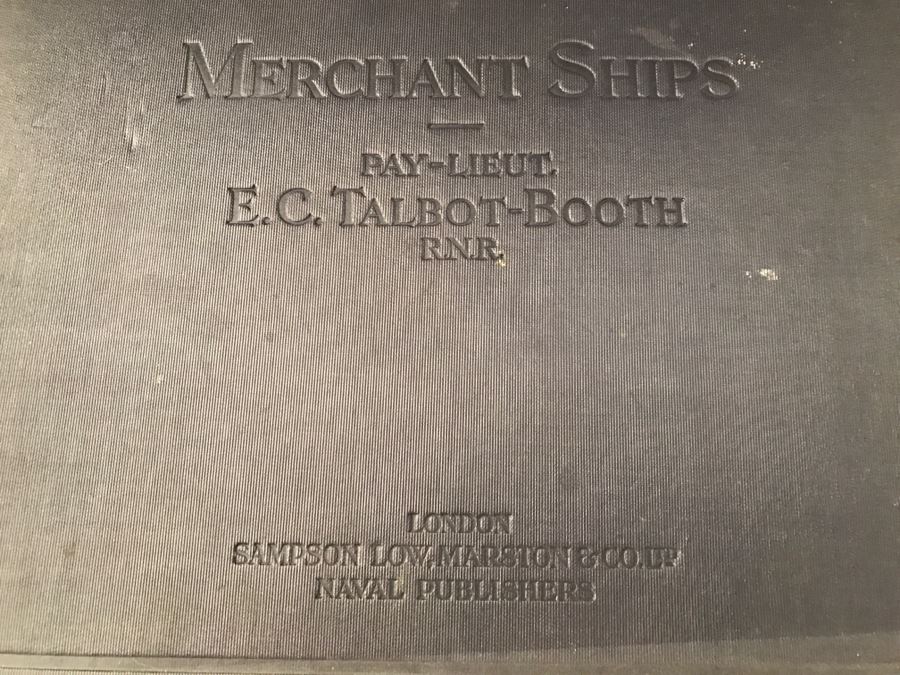 MERCHANT SHIPS
PAY-LIEUT.
E.C. TALBOT-BOOTH
R.N.R.
LONDON
SAMPSON LOW, MARSTON & CO. LTD
NAVAL PUBLISHERS